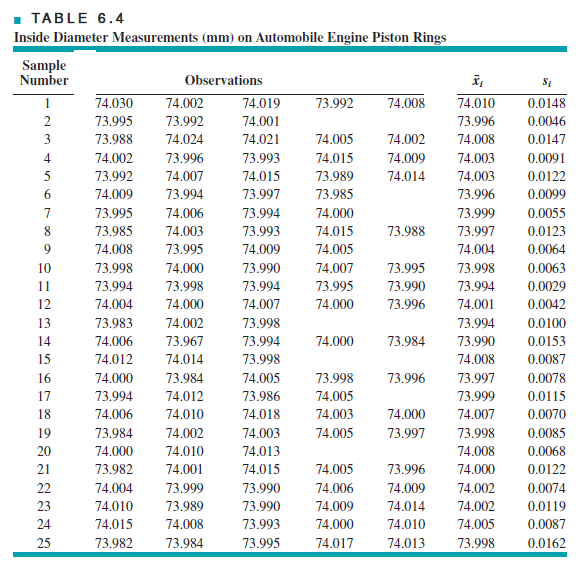 ■ TABLE 6.4
Inside Diameter Measurements (mm) on Automobile Engine Piston Rings
Sample
Number Observations x̄ᵢ sᵢ
1 74.030 74.002 74.019 73.992 74.008 74.010 0.0148
2 73.995 73.992 74.001 73.996 0.0046
3 73.988 74.024 74.021 74.005 74.002 74.008 0.0147
4 74.002 73.996 73.993 74.015 74.009 74.003 0.0091
5 73.992 74.007 74.015 73.989 74.014 74.003 0.0122
6 74.009 73.994 73.997 73.985 73.996 0.0099
7 73.995 74.006 73.994 74.000 73.999 0.0055
8 73.985 74.003 73.993 74.015 73.988 73.997 0.0123
9 74.008 73.995 74.009 74.005 74.004 0.0064
10 73.998 74.000 73.990 74.007 73.995 73.998 0.0063
11 73.994 73.998 73.994 73.995 73.990 73.994 0.0029
12 74.004 74.000 74.007 74.000 73.996 74.001 0.0042
13 73.983 74.002 73.998 73.994 0.0100
14 74.006 73.967 73.994 74.000 73.984 73.990 0.0153
15 74.012 74.014 73.998 74.008 0.0087
16 74.000 73.984 74.005 73.998 73.996 73.997 0.0078
17 73.994 74.012 73.986 74.005 73.999 0.0115
18 74.006 74.010 74.018 74.003 74.000 74.007 0.0070
19 73.984 74.002 74.003 74.005 73.997 73.998 0.0085
20 74.000 74.010 74.013 74.008 0.0068
21 73.982 74.001 74.015 74.005 73.996 74.000 0.0122
22 74.004 73.999 73.990 74.006 74.009 74.002 0.0074
23 74.010 73.989 73.990 74.009 74.014 74.002 0.0119
24 74.015 74.008 73.993 74.000 74.010 74.005 0.0087
25 73.982 73.984 73.995 74.017 74.013 73.998 0.0162